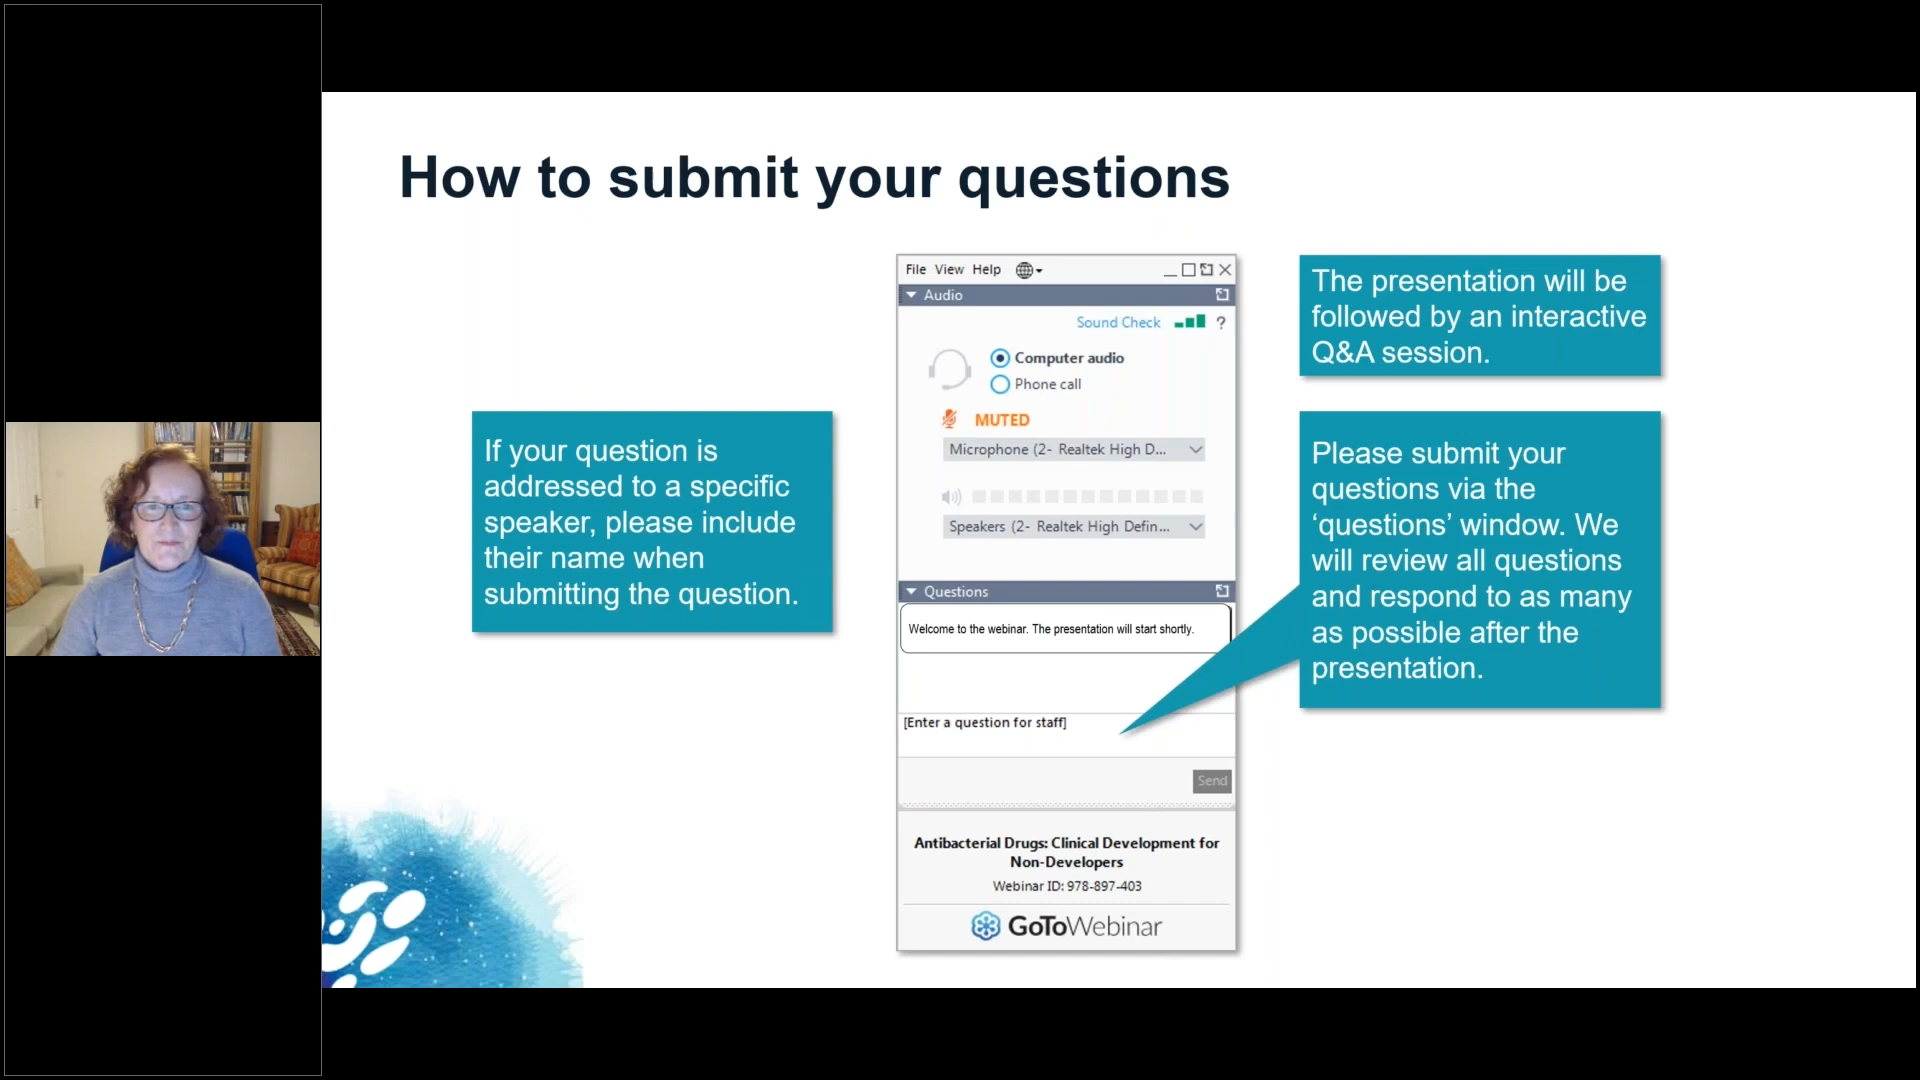 How to submit your questions
If your question is
addressed to a specific
speaker, please include
their name when
submitting the question.
File View Help
Audio
Sound Check ?
Computer audio
Phone call
MUTED
Microphone (2- Realtek High D...
Speakers (2- Realtek High Defin...
Questions
Welcome to the webinar. The presentation will start shortly.
[Enter a question for staff]
Send
Antibacterial Drugs: Clinical Development for
Non-Developers
Webinar ID: 978-897-403
GoToWebinar
The presentation will be
followed by an interactive
Q&A session.
Please submit your
questions via the
‘questions’ window. We
will review all questions
and respond to as many
as possible after the
presentation.